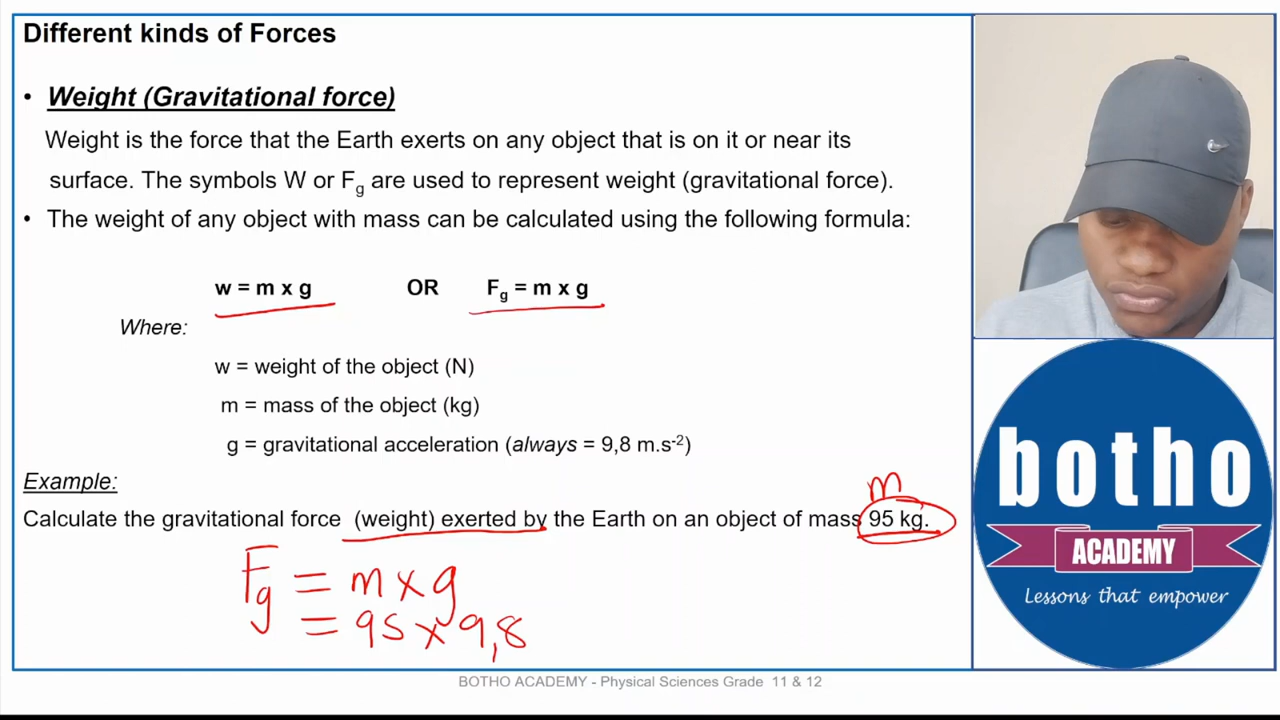 Different kinds of Forces
• Weight (Gravitational force)
Weight is the force that the Earth exerts on any object that is on it or near its
surface. The symbols W or Fg are used to represent weight (gravitational force).
• The weight of any object with mass can be calculated using the following formula:
w = m x g OR Fg = m x g
Where:
w = weight of the object (N)
m = mass of the object (kg)
g = gravitational acceleration (always = 9,8 m.s-2)
Example:
m
Calculate the gravitational force (weight) exerted by the Earth on an object of mass 95 kg.
Fg = m x g
= 95 x 9,8
botho
ACADEMY
Lessons that empower
BOTHO ACADEMY - Physical Sciences Grade 11 & 12